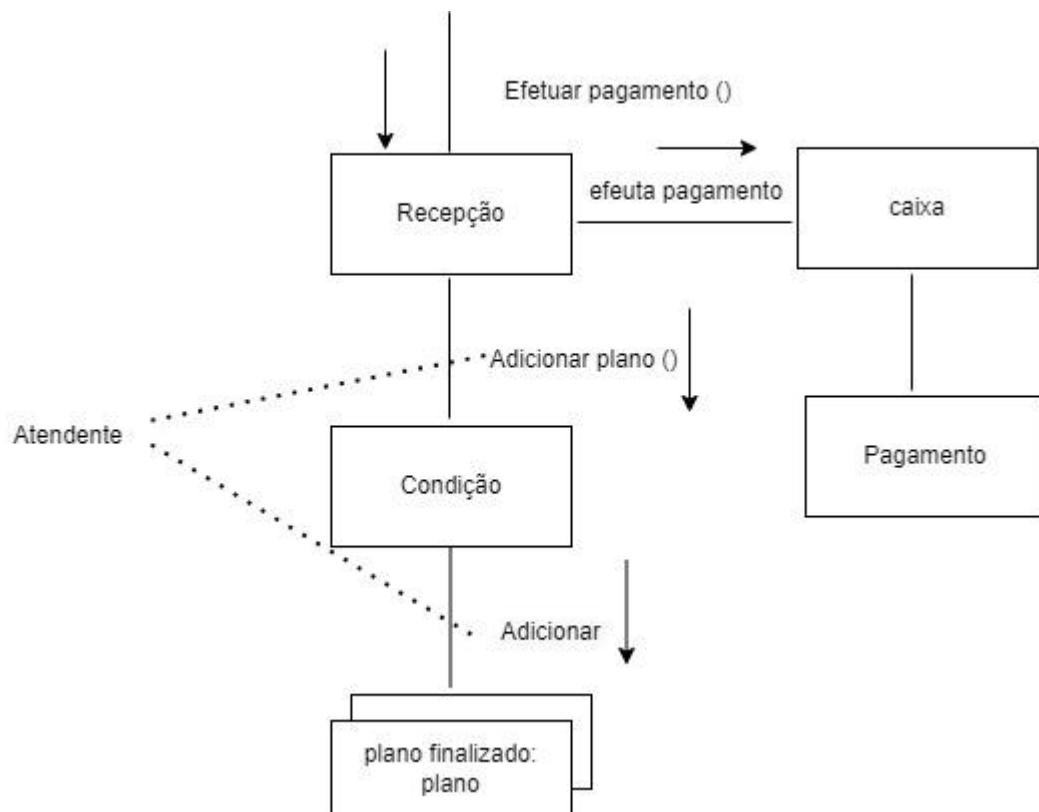 Efetuar pagamento ()
Recepção
efeuta pagamento
caixa
Adicionar plano ()
Atendente
Condição
Pagamento
Adicionar
plano finalizado:
plano